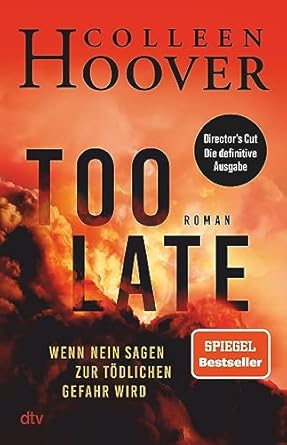 COLLEEN
HOOVER
Director's Cut
Die definitive
Ausgabe
TOO
ROMAN
LATE
WENN NEIN SAGEN
ZUR TÖDLICHEN
GEFAHR WIRD
SPIEGEL
Bestseller
dtv